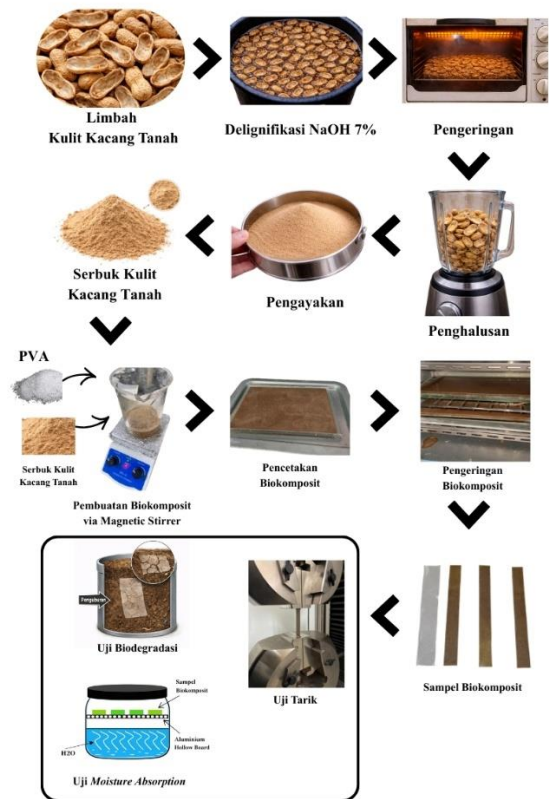 Limbah
Kulit Kacang Tanah
Delignifikasi NaOH 7%
Pengeringan
Serbuk Kulit
Kacang Tanah
Pengayakan
Penghalusan
PVA
Serbuk Kulit
Kacang Tanah
Pembuatan Biokomposit
via Magnetic Stirrer
Pencetakan
Biokomposit
Pengeringan
Biokomposit
Penguburan
Uji Biodegradasi
Sampel
Biokomposit
Aluminium
Hollow Board
H2O
Uji Moisture Absorption
Uji Tarik
Sampel Biokomposit